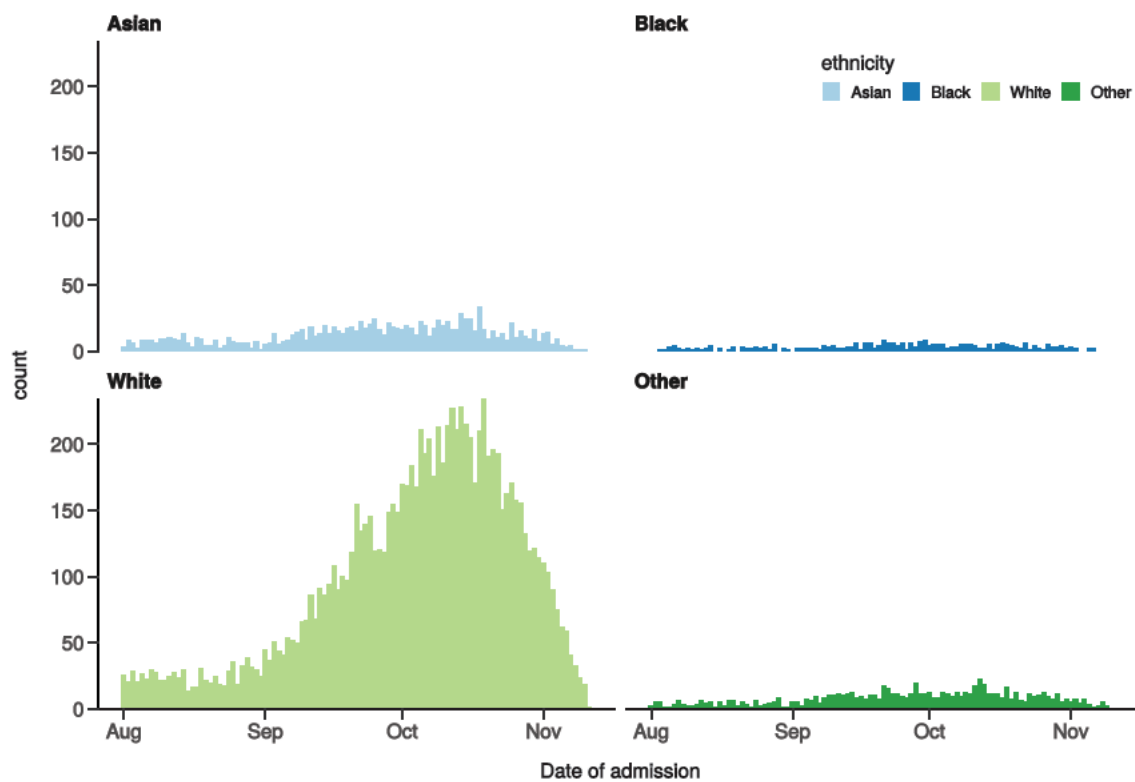 Asian
Black
ethnicity
Asian Black White Other
200
150
100
50
0
count
White
Other
200
150
100
50
0
Aug Sep Oct Nov
Aug Sep Oct Nov
Date of admission